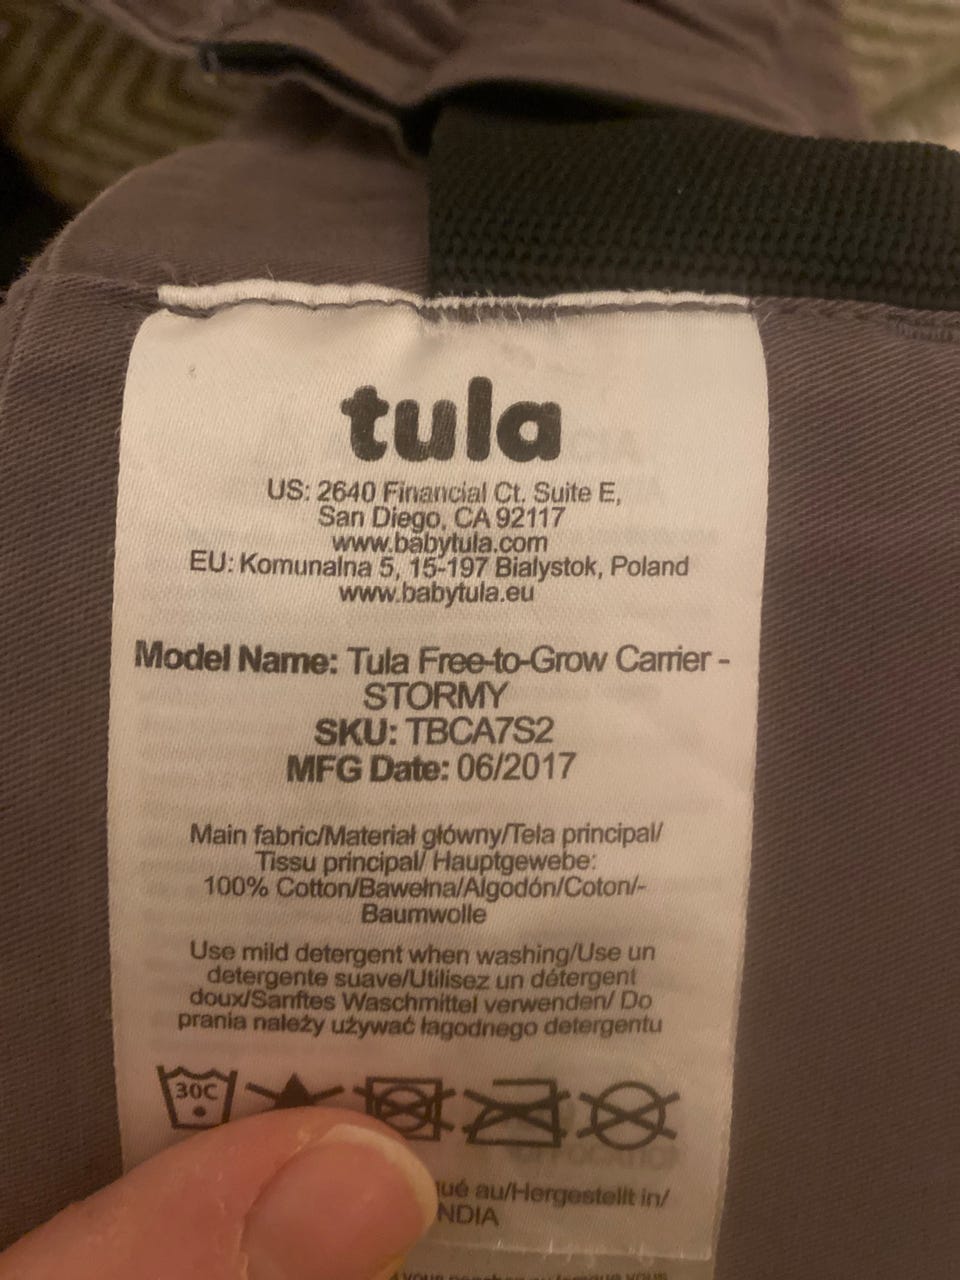 tula
US: 2640 Financial Ct. Suite E,
San Diego, CA 92117
www.babytula.com
EU: Komunalna 5, 15-197 Bialystok, Poland
www.babytula.eu
Model Name: Tula Free-to-Grow Carrier -
STORMY
SKU: TBCA7S2
MFG Date: 06/2017
Main fabric/Materiał główny/Tela principal/
Tissu principal/ Hauptgewebe:
100% Cotton/Bawełna/Algodón/Coton/-
Baumwolle
Use mild detergent when washing/Use un
detergente suave/Utilisez un détergent
doux/Sanftes Waschmittel verwenden/ Do
prania należy używać łagodnego detergentu
30C
au/Hergestellt in/